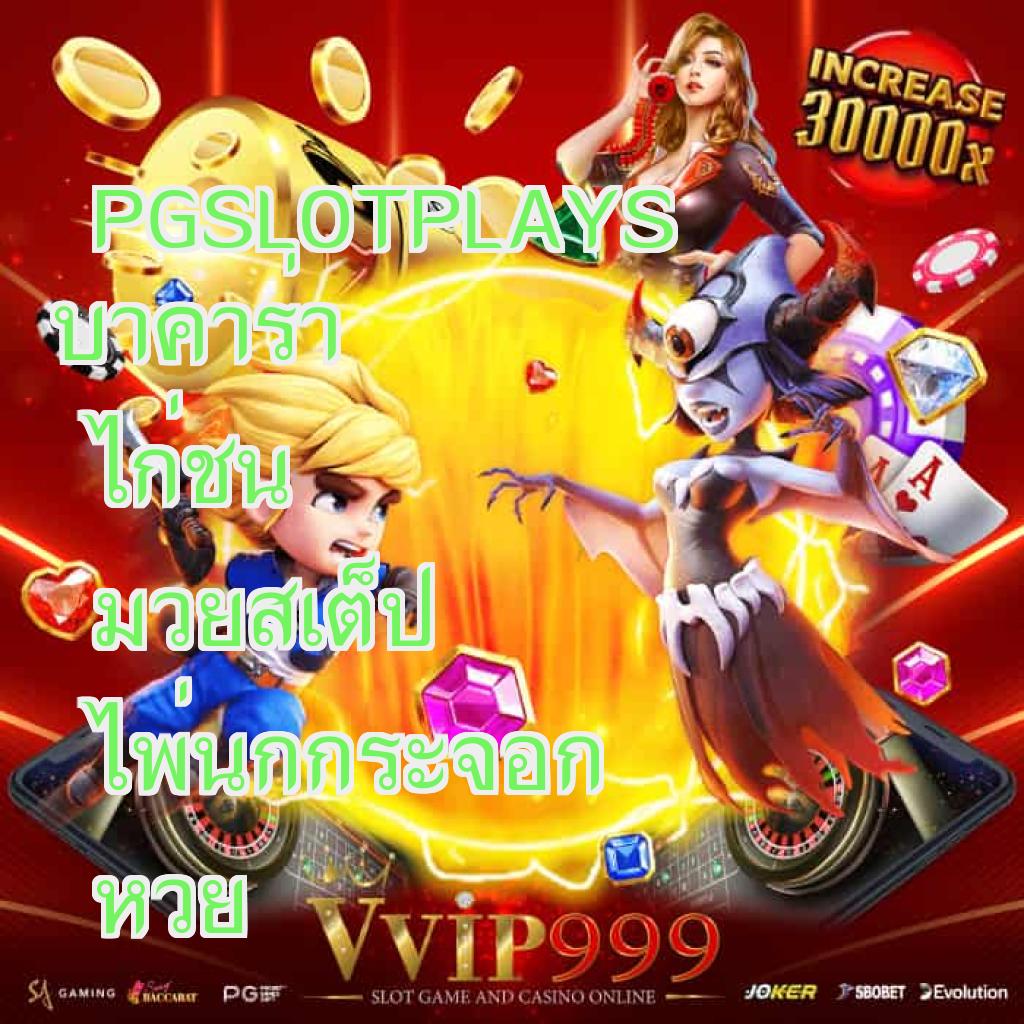 INCREASE
30000x
PGSLOTPLAYS
บาคารา
ไก่ชน
A
A
มวยสเต็ป
ไพ่นกกระจอก
หวย
VVIP999
SLOT GAME AND CASINO ONLINE
SA GAMING
Sexy
BACCARAT
PG
JOKER
SBOBET
Evolution